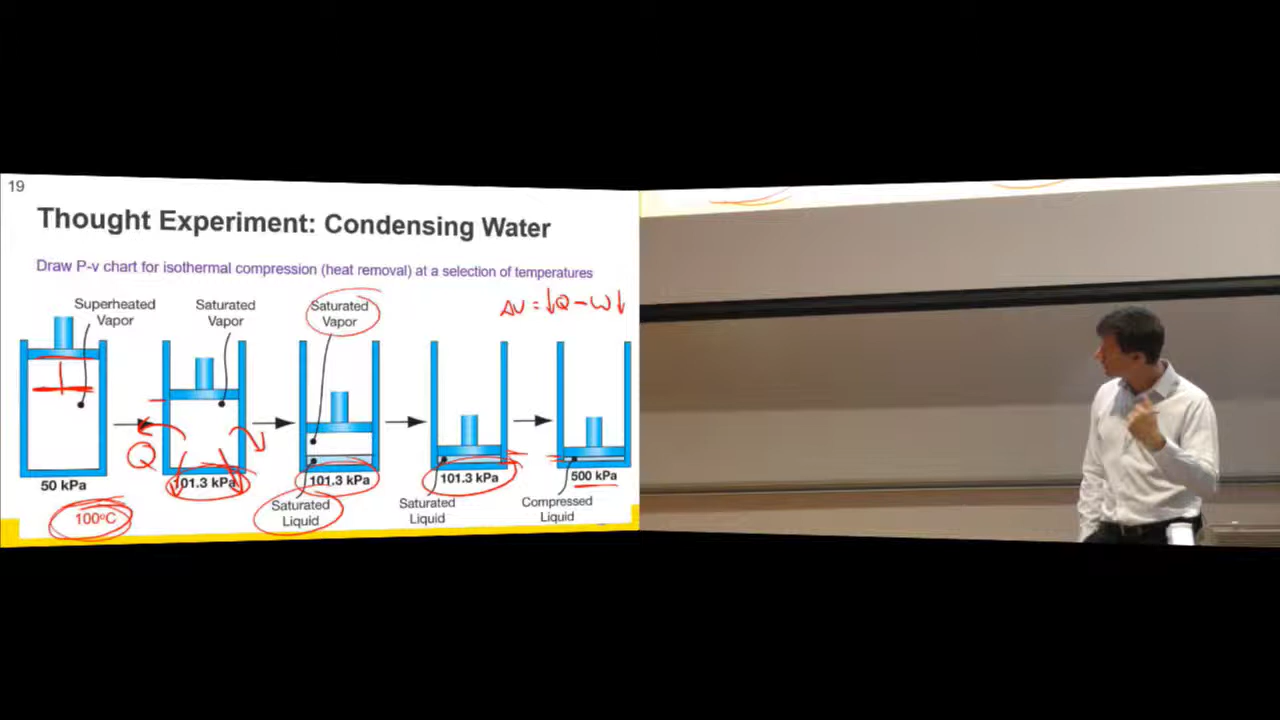 19
Thought Experiment: Condensing Water
Draw P-v chart for isothermal compression (heat removal) at a selection of temperatures
Superheated
Vapor
Saturated
Vapor
Saturated
Vapor
ΔU = ↓Q - W↓
Q
50 kPa
101.3 kPa
101.3 kPa
101.3 kPa
500 kPa
100°C
Saturated
Liquid
Saturated
Liquid
Compressed
Liquid